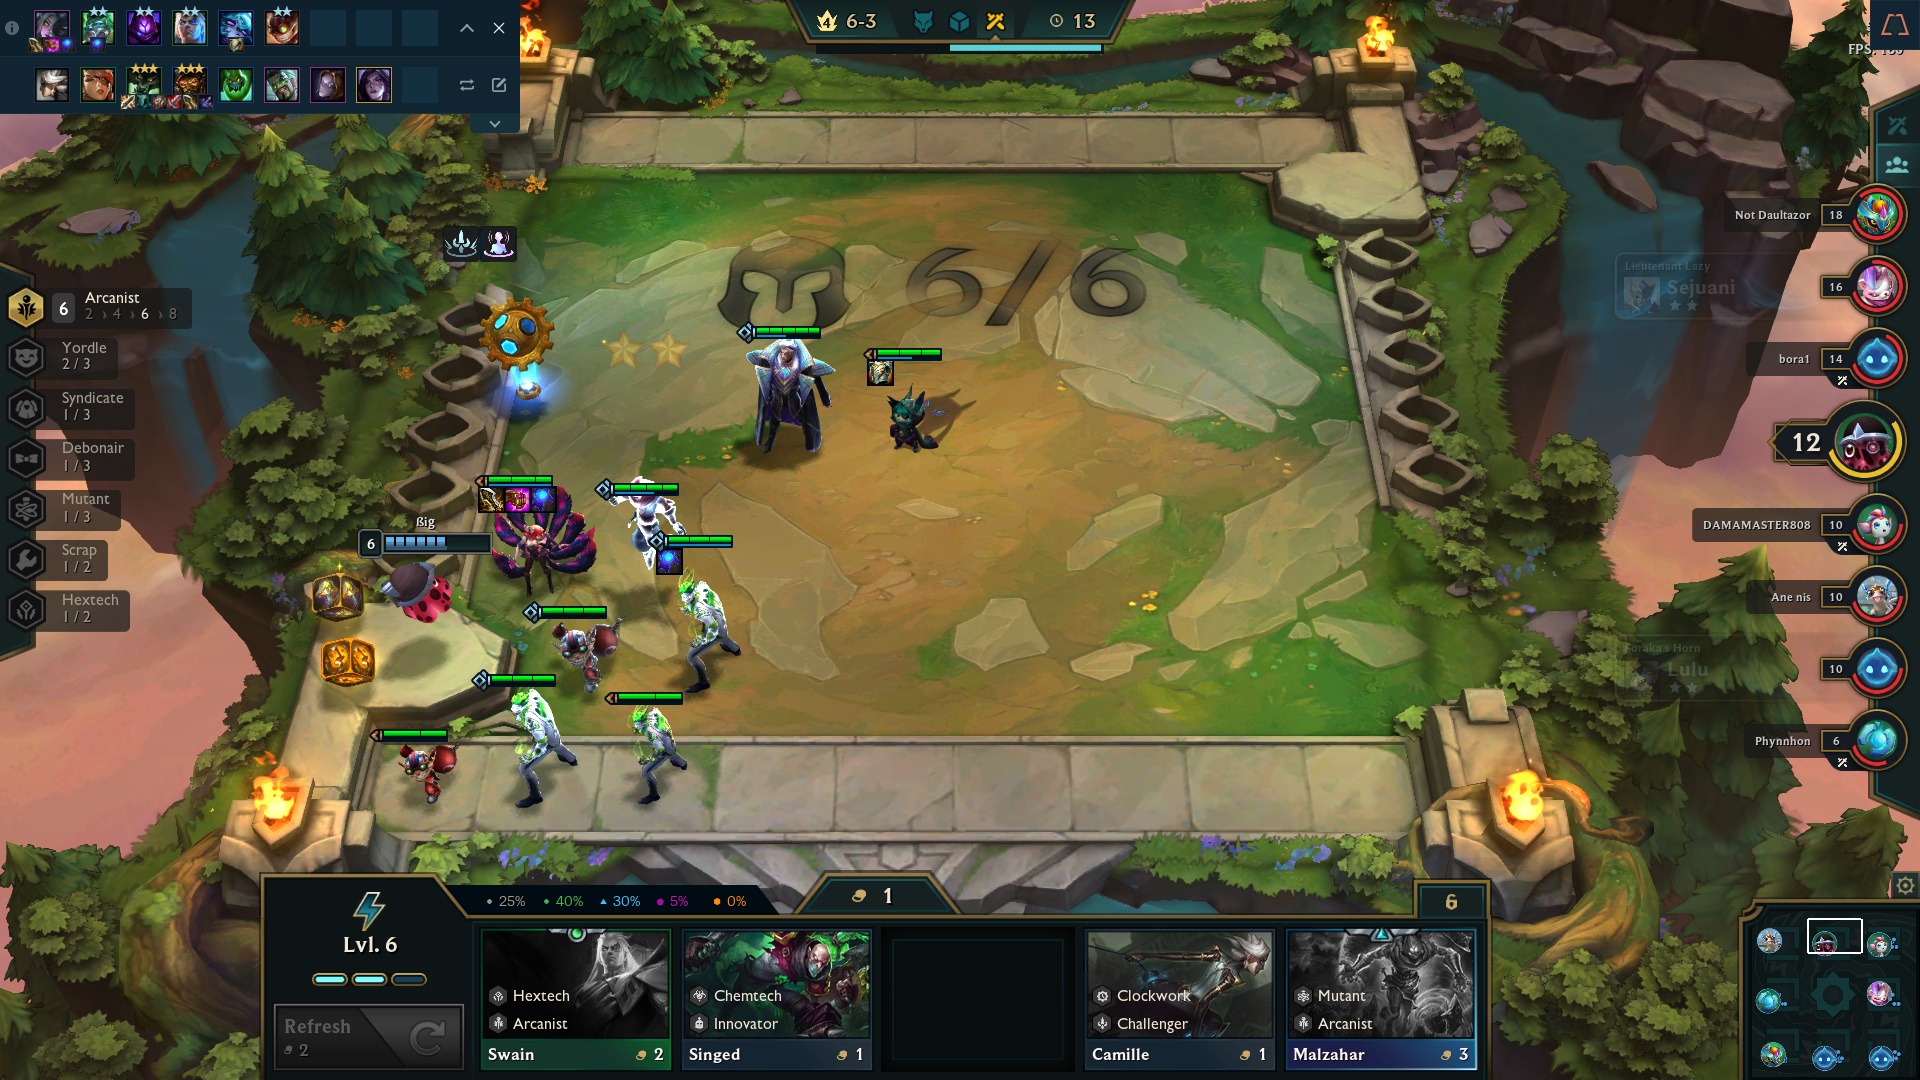 6-3
13
4
Not Daultazor
18
Lieutenant Lazy
Sejuani
16
bora1
14
12
DAMAMASTER808
10
Ane nis
10
Soraka's Horn
Lulu
10
Phynnhon
6
6/6
6
Arcanist
2 › 4 › 6 › 8
Yordle
2 / 3
Syndicate
1 / 3
Debonair
1 / 3
Mutant
1 / 3
Scrap
1 / 2
Hextech
1 / 2
ßig
6
25%
40%
30%
5%
0%
1
6
Lvl. 6
Refresh
2
Hextech
Arcanist
Swain
2
Chemtech
Innovator
Singed
1
Clockwork
Challenger
Camille
1
Mutant
Arcanist
Malzahar
3